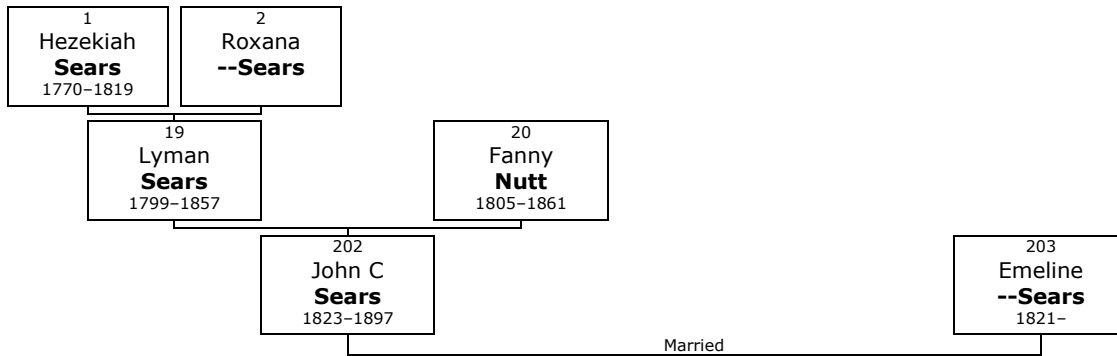 1
Hezekiah
Sears
1770–1819
2
Roxana
--Sears
19
Lyman
Sears
1799–1857
20
Fanny
Nutt
1805–1861
202
John C
Sears
1823–1897
203
Emeline
--Sears
1821–
Married